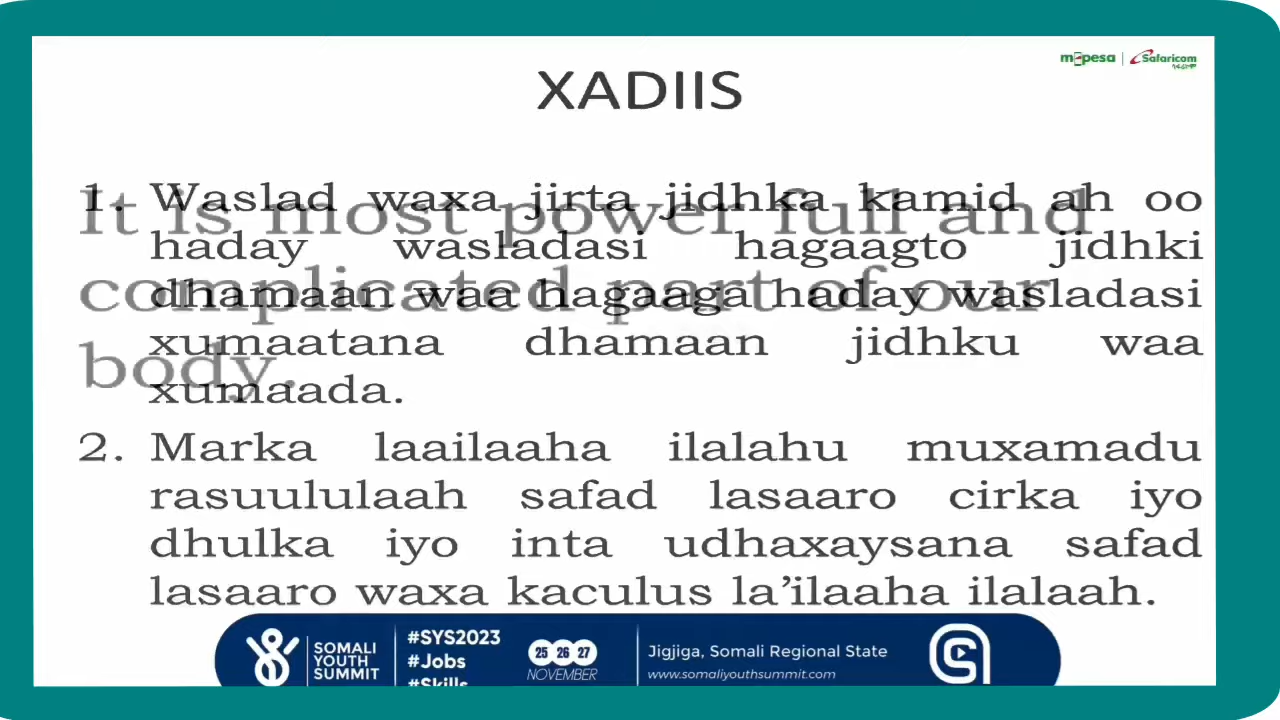 m-pesa | Safaricom
XADIIS
1. Waslad waxa jirta jidhka kamid ah oo
haday wasladasi hagaagto jidhki
dhamaan waa hagaaga haday wasladasi
xumaatana dhamaan jidhku waa
xumaada.
It is most power full and
complicated part of our
body.
2. Marka laailaaha ilalahu muxamadu
rasuululaah safad lasaaro cirka iyo
dhulka iyo inta udhaxaysana safad
lasaaro waxa kaculus la’ilaaha ilalaah.
SOMALI
YOUTH
SUMMIT
#SYS2023
#Jobs
#Skills
25 26 27
NOVEMBER
Jigjiga, Somali Regional State
www.somaliyouthsummit.com